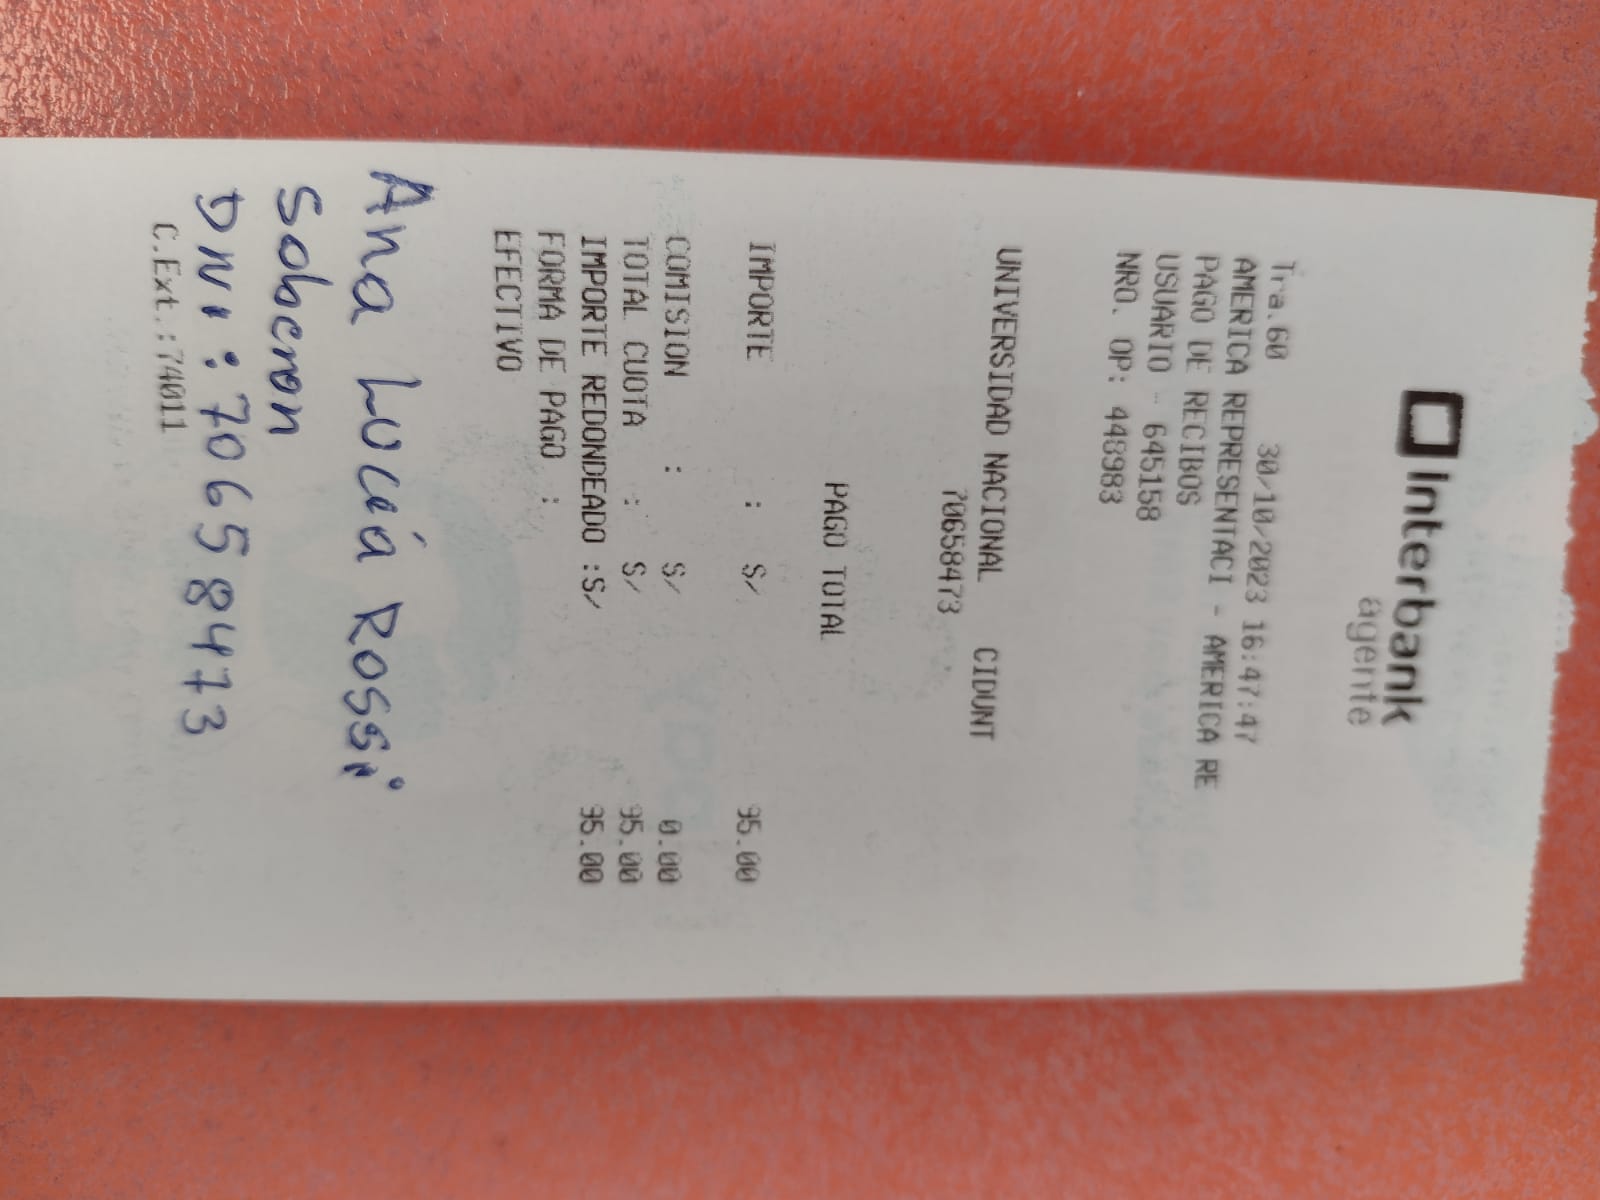 Interbank
agente
Tra.60 30/10/2023 16:47:47
AMERICA REPRESENTACI - AMERICA RE
PAGO DE RECIBOS
USUARIO - 645158
NRO. OP: 448983
UNIVERSIDAD NACIONAL CIDUNT
70658473
PAGO TOTAL
IMPORTE : S/ 95.00
COMISION : S/ 0.00
TOTAL CUOTA : S/ 95.00
IMPORTE REDONDEADO :S/ 95.00
FORMA DE PAGO :
EFECTIVO
Ana Lucía Rossi
Soberon
DNI : 70658473
C.Ext.:74011